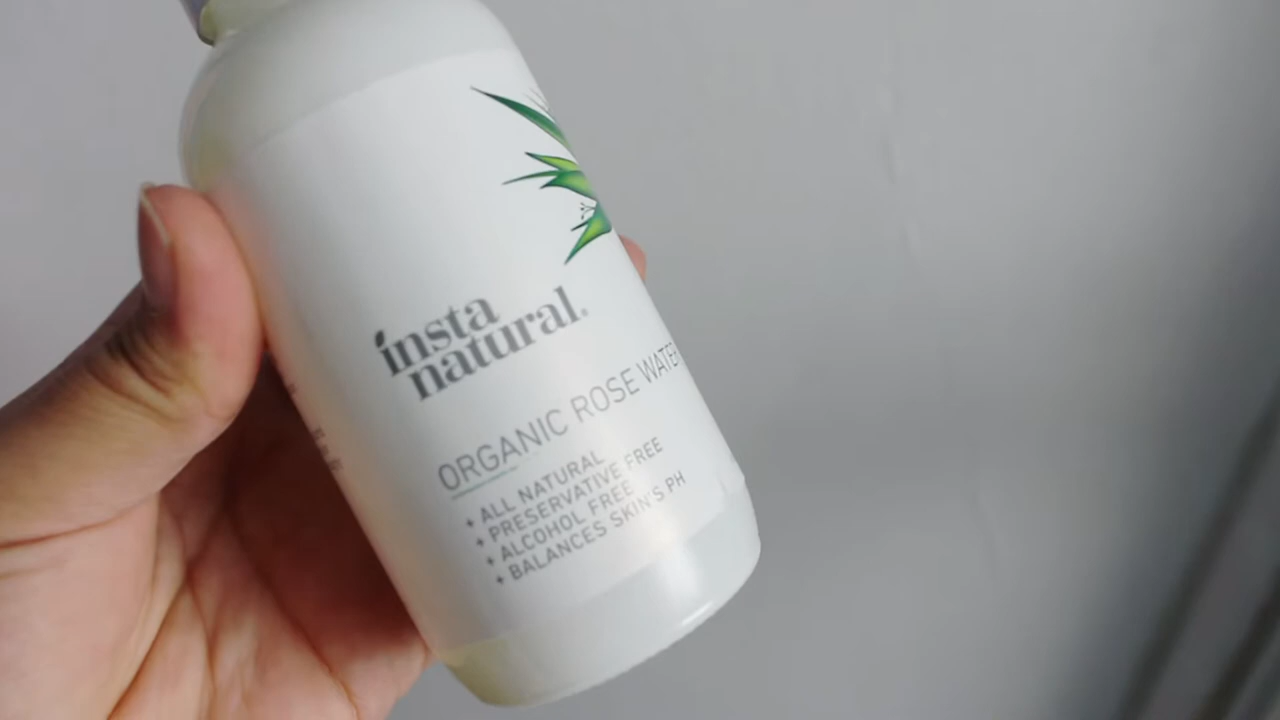 insta
natural®
ORGANIC ROSE WATER
+ ALL NATURAL
+ PRESERVATIVE FREE
+ ALCOHOL FREE
+ BALANCES SKIN'S PH